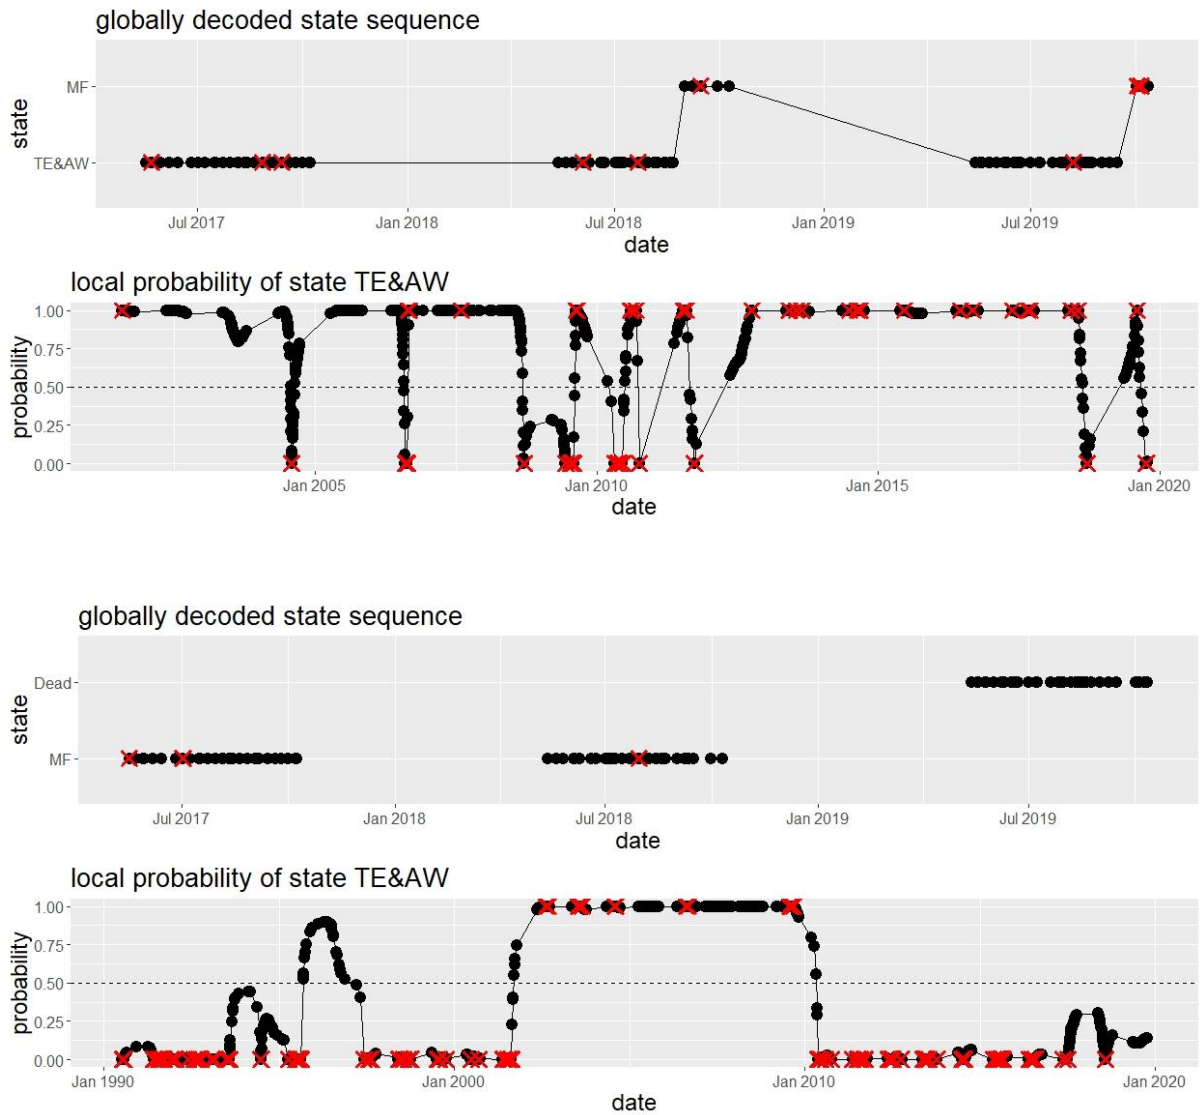 globally decoded state sequence
state
MF
TE&AW
Jul 2017
Jan 2018
Jul 2018
Jan 2019
Jul 2019
date
local probability of state TE&AW
probability
1.00
0.75
0.50
0.25
0.00
Jan 2005
Jan 2010
Jan 2015
Jan 2020
date
globally decoded state sequence
state
Dead
MF
Jul 2017
Jan 2018
Jul 2018
Jan 2019
Jul 2019
date
local probability of state TE&AW
probability
1.00
0.75
0.50
0.25
0.00
Jan 1990
Jan 2000
Jan 2010
Jan 2020
date